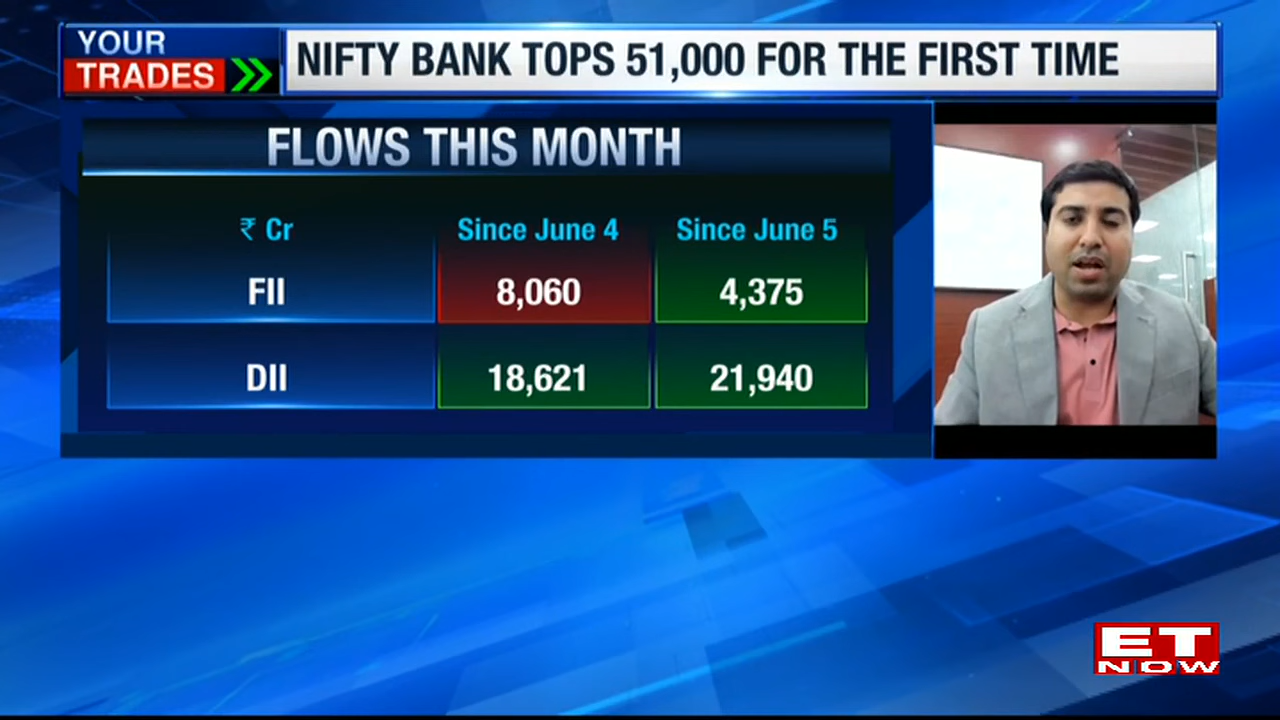 YOUR
TRADES
NIFTY BANK TOPS 51,000 FOR THE FIRST TIME
FLOWS THIS MONTH
₹ Cr Since June 4 Since June 5
FII 8,060 4,375
DII 18,621 21,940
ET
NOW